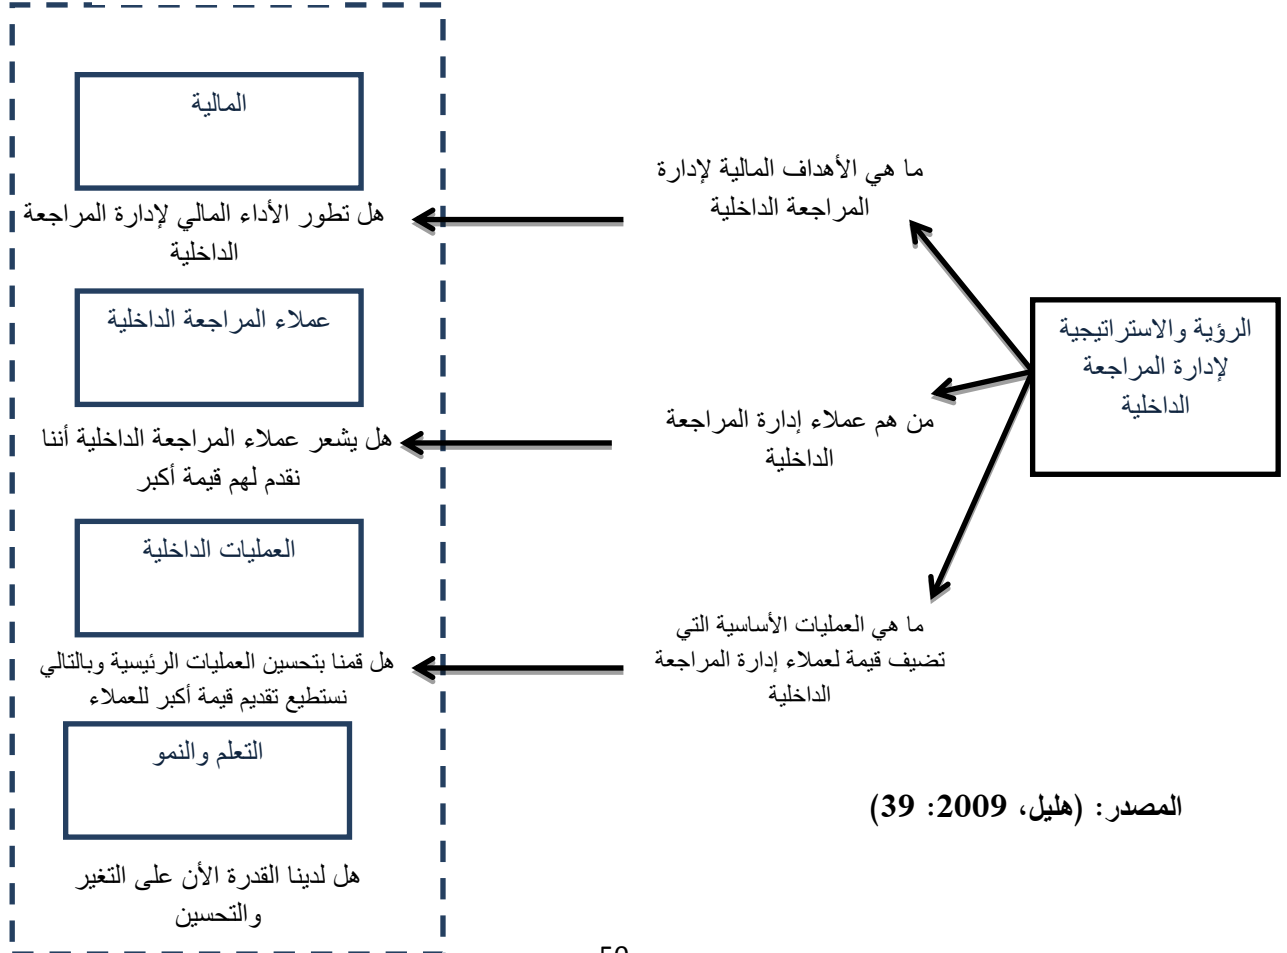 المالية
ما هي الأهداف المالية لإدارة
المراجعة الداخلية
هل تطور الأداء المالي لإدارة المراجعة
الداخلية
الرؤية والاستراتيجية
لإدارة المراجعة
الداخلية
عملاء المراجعة الداخلية
من هم عملاء إدارة المراجعة
الداخلية
هل يشعر عملاء المراجعة الداخلية أننا
نقدم لهم قيمة أكبر
العمليات الداخلية
ما هي العمليات الأساسية التي
تضيف قيمة لعملاء إدارة المراجعة
الداخلية
هل قمنا بتحسين العمليات الرئيسية وبالتالي
نستطيع تقديم قيمة أكبر للعملاء
التعلم والنمو
المصدر: (هليل، 2009: 39)
هل لدينا القدرة الأن على التغير
والتحسين